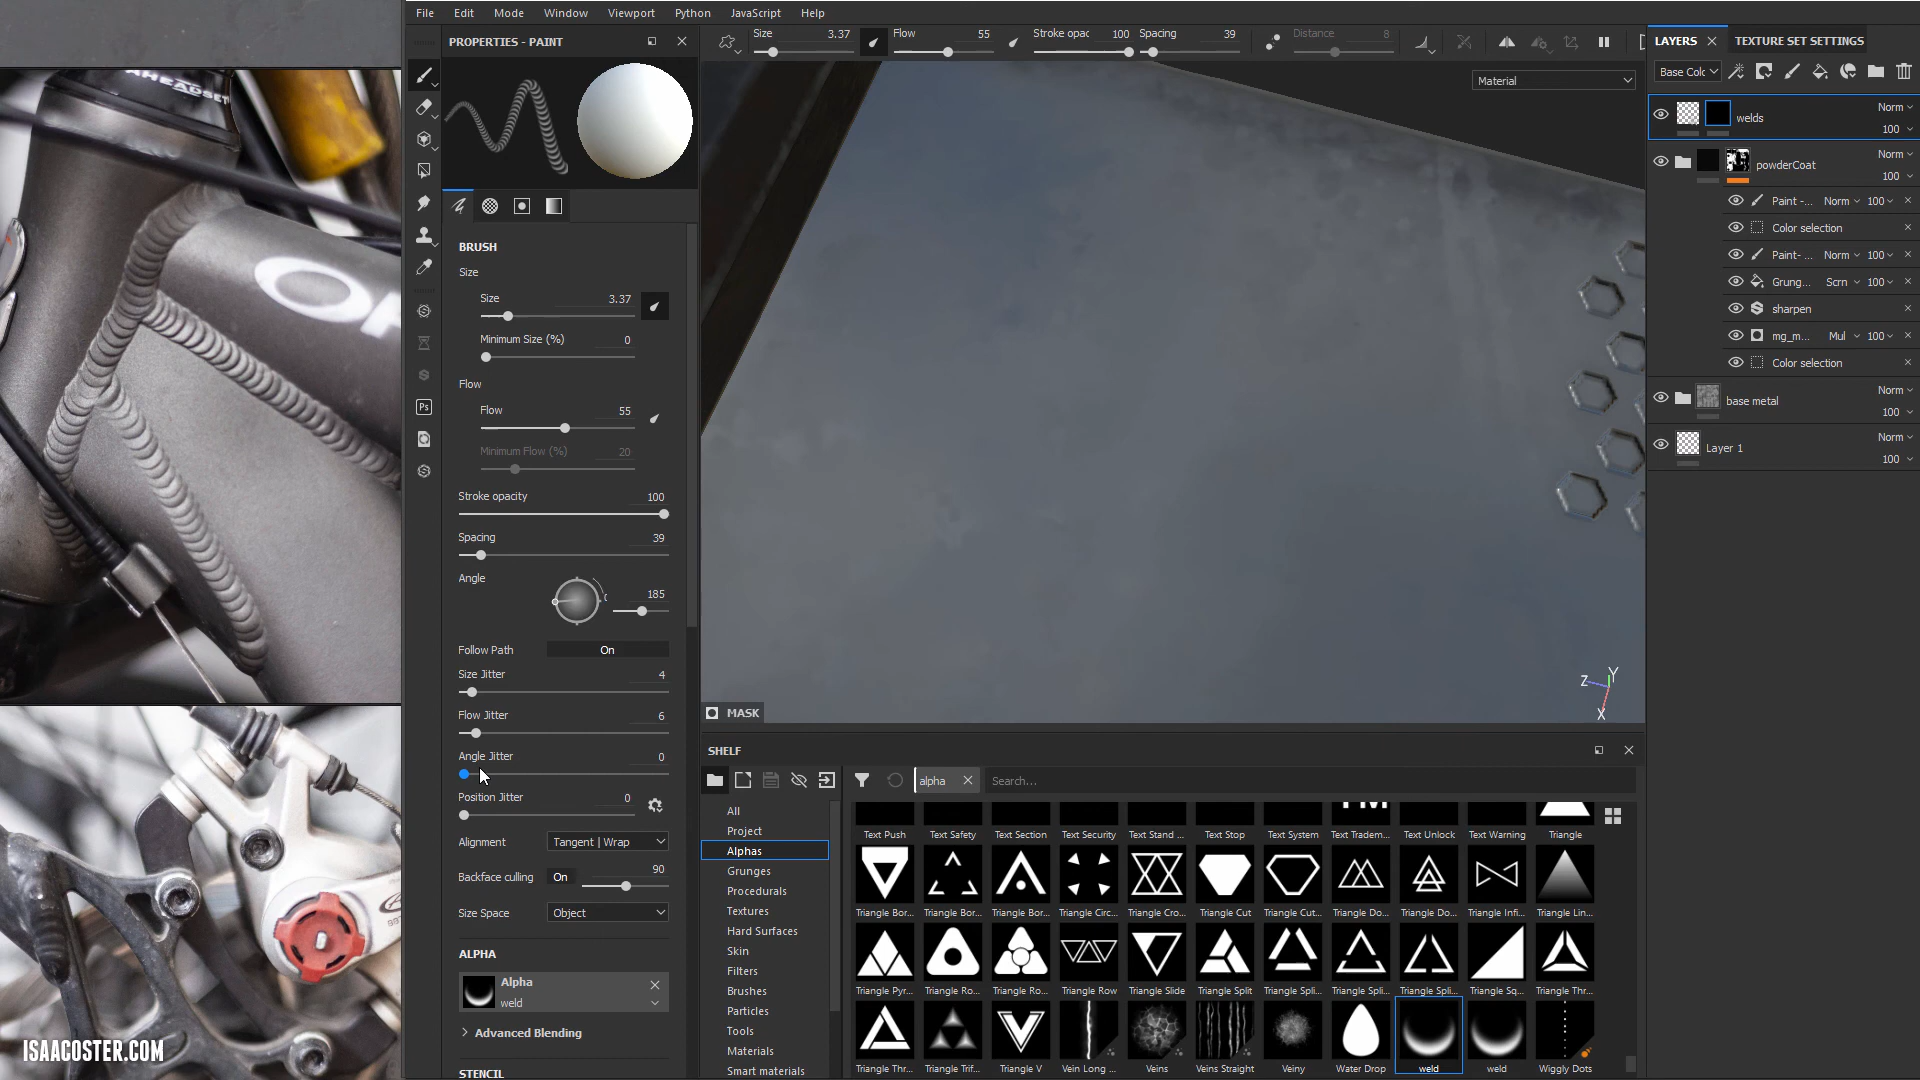 File Edit Mode Window Viewport Python JavaScript Help
PROPERTIES - PAINT
Size 3.37
Flow 55
Stroke opac 100
Spacing 39
Distance 8
Material
BRUSH
Size
Size 3.37
Minimum Size (%) 0
Flow
Flow 55
Minimum Flow (%) 20
Stroke opacity 100
Spacing 39
Angle
185
Follow Path On
Size Jitter 4
Flow Jitter 6
Angle Jitter 0
Position Jitter 0
Alignment Tangent | Wrap
Backface culling On 90
Size Space Object
ALPHA
Alpha
weld
Advanced Blending
STENCIL
Ps
MASK
Y
Z
X
SHELF
alpha
Search...
All
Project
Alphas
Grunges
Procedurals
Textures
Hard Surfaces
Skin
Filters
Brushes
Particles
Tools
Materials
Smart materials
Text Push Text Safety Text Section Text Security Text Stand ... Text Stop Text System Text Tradem... Text Unlock Text Warning Triangle
Triangle Bor... Triangle Bor... Triangle Bor... Triangle Circ... Triangle Cro... Triangle Cut Triangle Cut... Triangle Do... Triangle Do... Triangle Infi... Triangle Lin...
Triangle Pyr... Triangle Ro... Triangle Ro... Triangle Row Triangle Slide Triangle Split Triangle Spli... Triangle Spli... Triangle Spli... Triangle Sq... Triangle Thr...
Triangle Thr... Triangle Trif... Triangle V Vein Long ... Veins Veins Straight Veiny Water Drop weld weld Wiggly Dots
LAYERS TEXTURE SET SETTINGS
Base Colo
welds Norm 100
powderCoat Norm 100
Paint -... Norm 100
Color selection
Paint- ... Norm 100
Grung... Scrn 100
sharpen
mg_m... Mul 100
Color selection
base metal Norm 100
Layer 1 Norm 100
AHEADSET
ISAACOSTER.COM